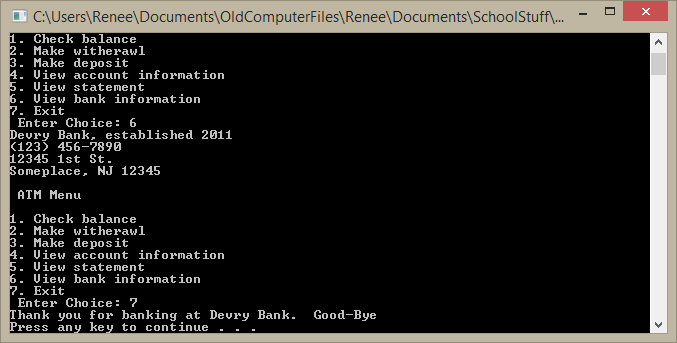 C:\Users\Renee\Documents\OldComputerFiles\Renee\Documents\SchoolStuff\...
1. Check balance
2. Make witherawl
3. Make deposit
4. View account information
5. View statement
6. View bank information
7. Exit
Enter Choice: 6
Devry Bank, established 2011
(123) 456-7890
12345 1st St.
Someplace, NJ 12345
ATM Menu
1. Check balance
2. Make witherawl
3. Make deposit
4. View account information
5. View statement
6. View bank information
7. Exit
Enter Choice: 7
Thank you for banking at Devry Bank.  Good-Bye
Press any key to continue . . .